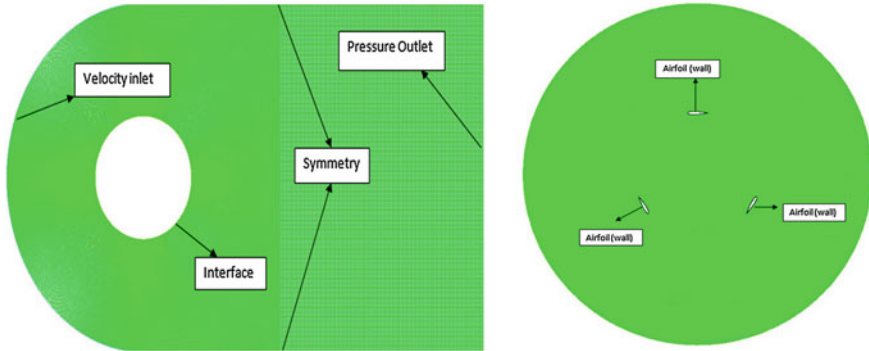 Velocity inlet
Pressure Outlet
Symmetry
Interface
Airfoil (wall)
Airfoil (wall)
Airfoil (wall)